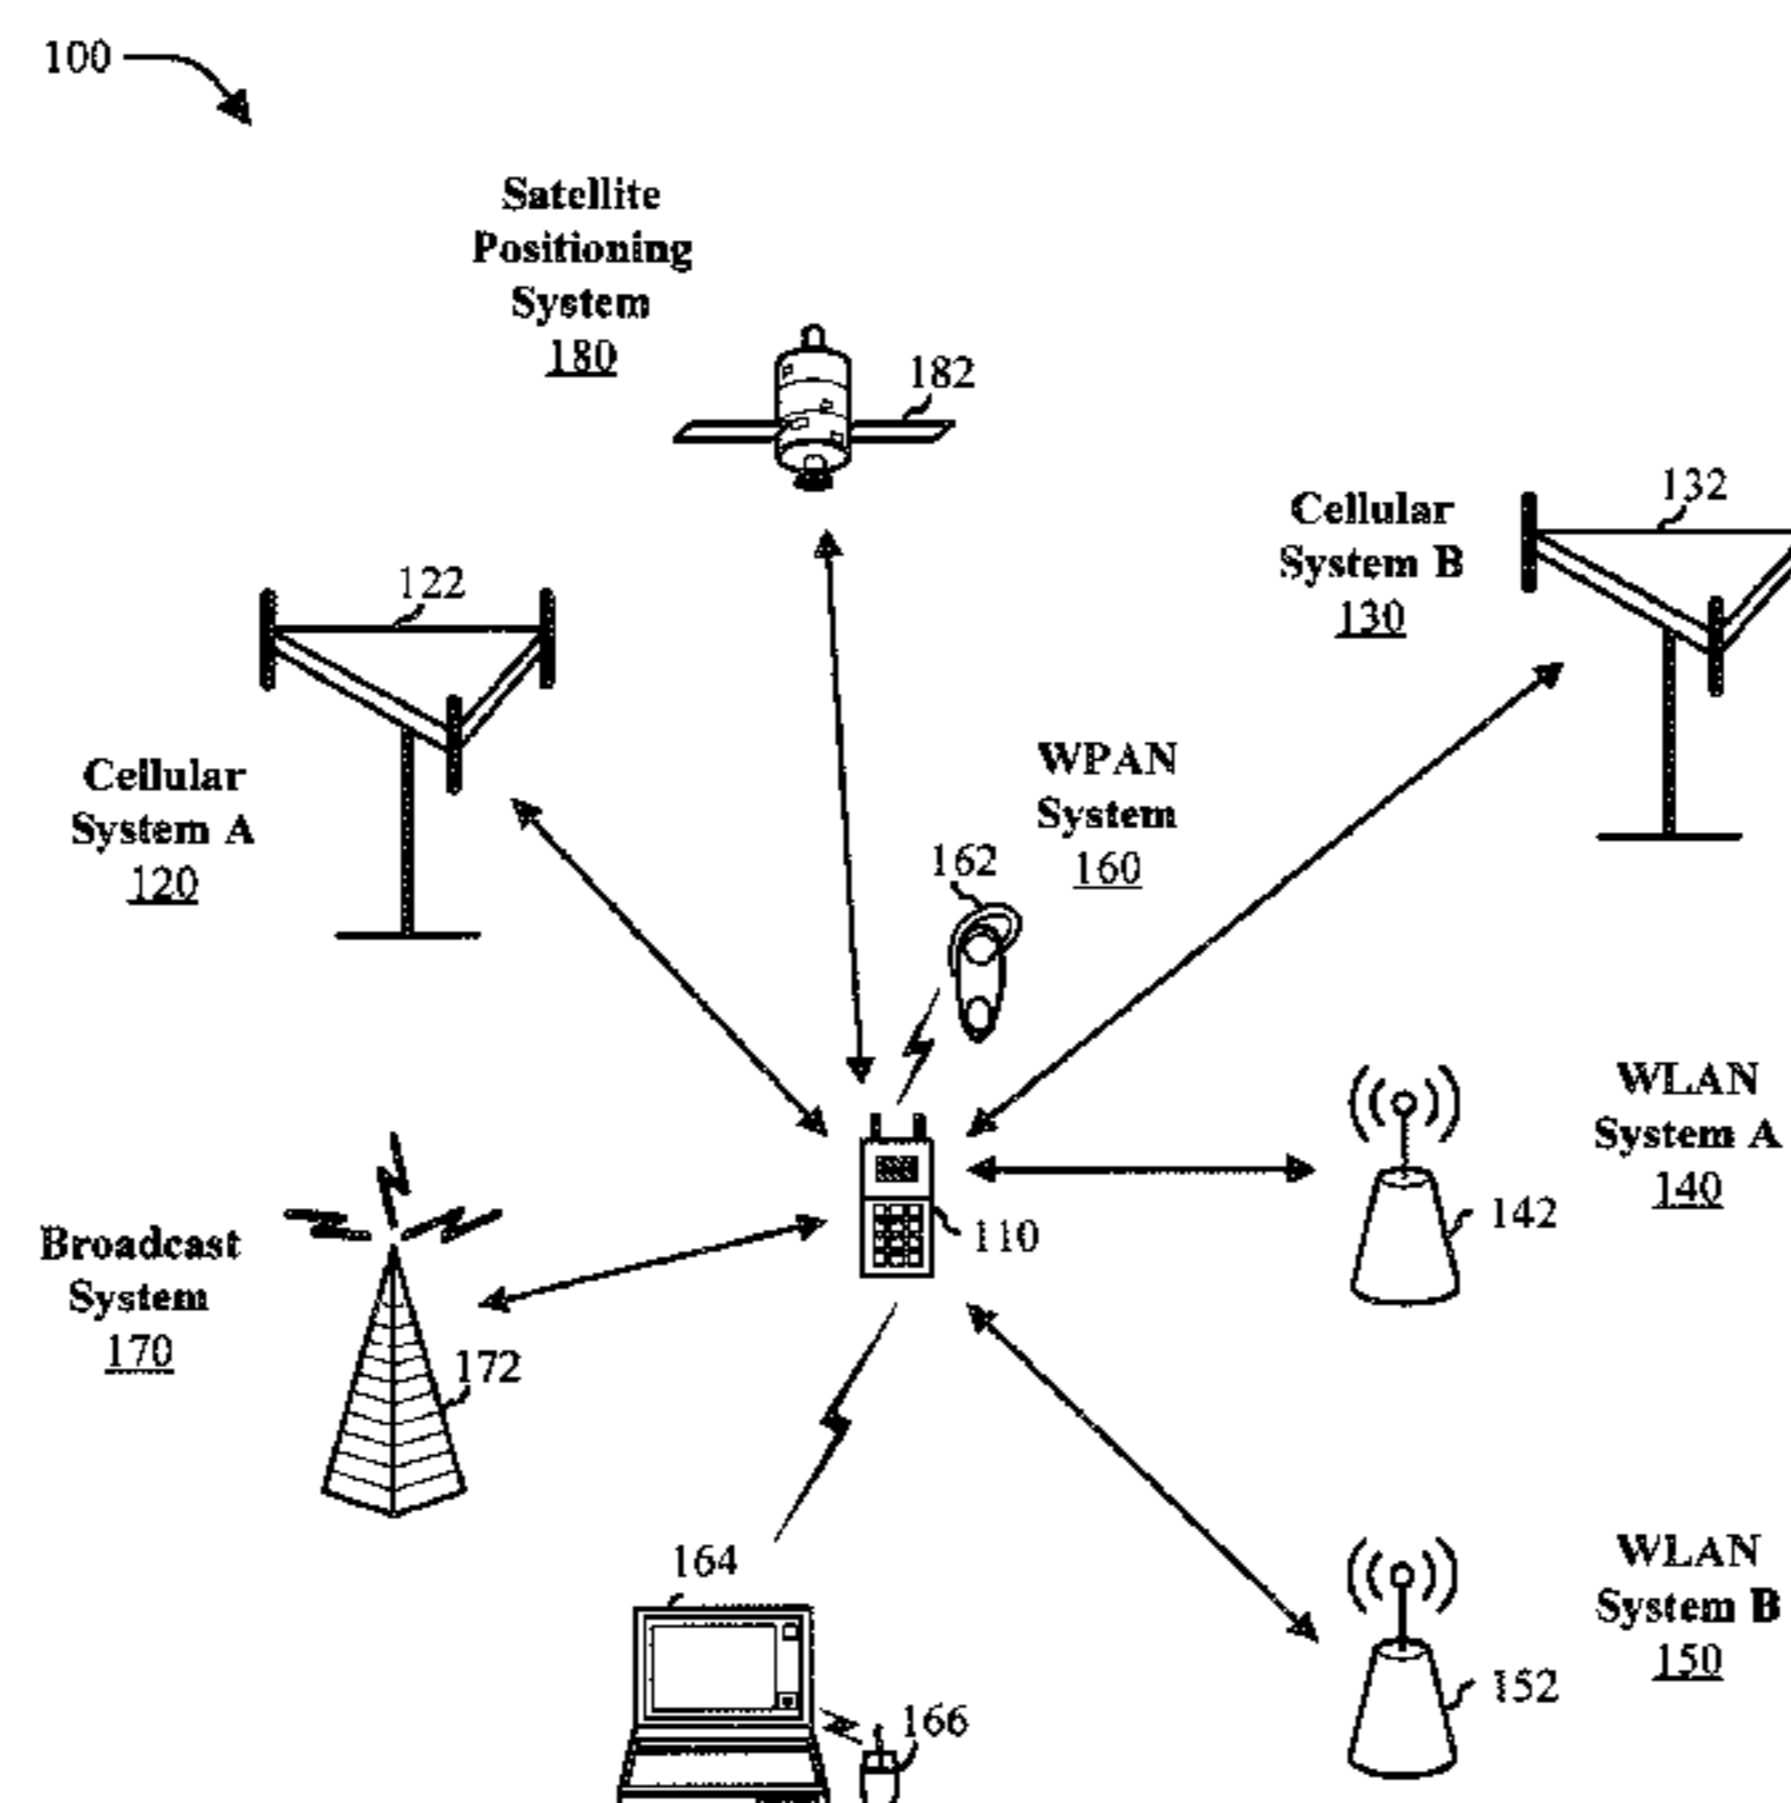 100
Satellite
Positioning
System
180
182
Cellular
System B
130
132
122
Cellular
System A
120
WPAN
System
160
162
WLAN
System A
140
142
110
Broadcast
System
170
172
164
166
WLAN
System B
150
152